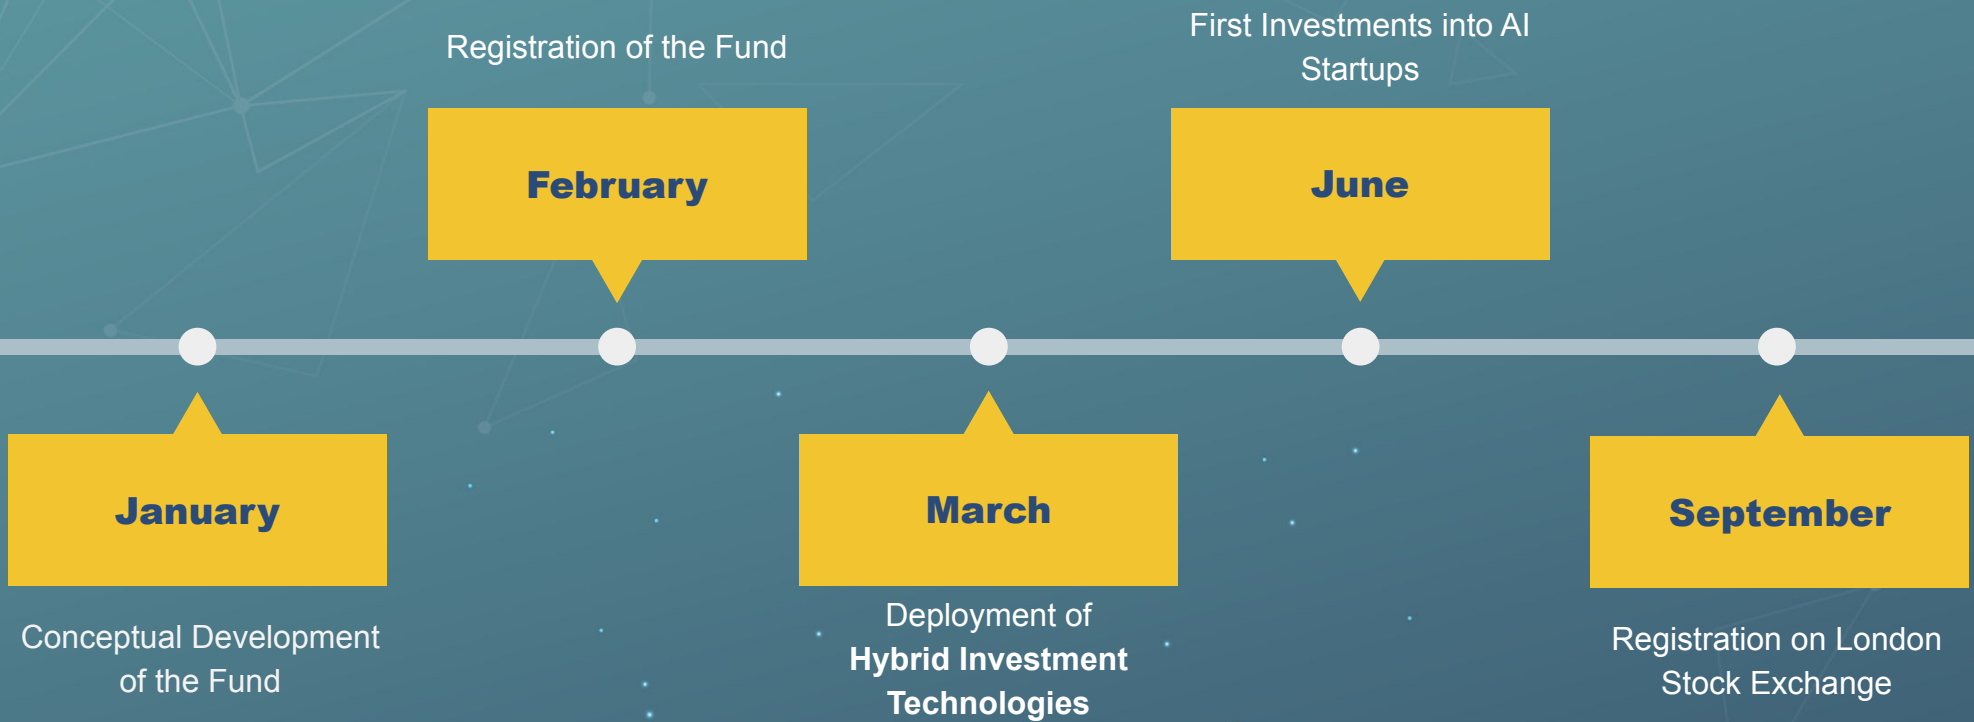 January
Conceptual Development
of the Fund
Registration of the Fund
February
March
Deployment of
Hybrid Investment
Technologies
First Investments into AI
Startups
June
September
Registration on London
Stock Exchange